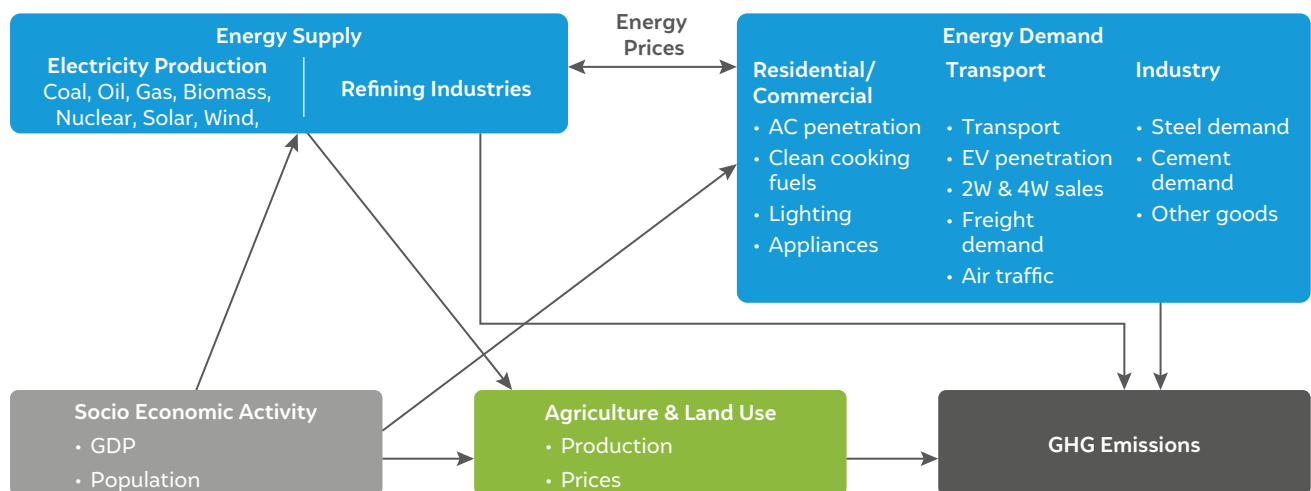 Energy Supply
Electricity Production
Coal, Oil, Gas, Biomass,
Nuclear, Solar, Wind,
Refining Industries
Energy
Prices
Energy Demand
Residential/
Commercial
• AC penetration
• Clean cooking
fuels
• Lighting
• Appliances
Transport
• Transport
• EV penetration
• 2W & 4W sales
• Freight
demand
• Air traffic
Industry
• Steel demand
• Cement
demand
• Other goods
Socio Economic Activity
• GDP
• Population
Agriculture & Land Use
• Production
• Prices
GHG Emissions